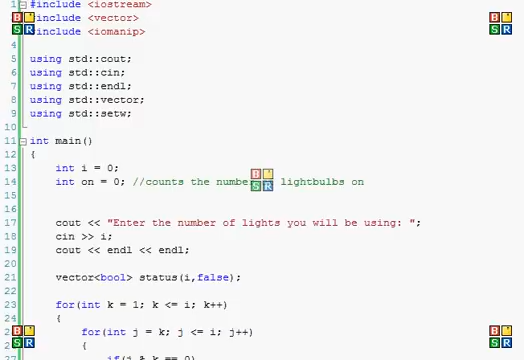 1 #include <iostream>
#include <vector>
#include <iomanip>
4
5 using std::cout;
6 using std::cin;
7 using std::endl;
8 using std::vector;
9 using std::setw;
10
11 int main()
12 {
13 int i = 0;
14 int on = 0; //counts the number lightbulbs on
15
16
17 cout << "Enter the number of lights you will be using: ";
18 cin >> i;
19 cout << endl << endl;
20
21 vector<bool> status(i,false);
22
23 for(int k = 1; k <= i; k++)
24 {
for(int j = k; j <= i; j++)
{
27 if(j % k == 0)
B
S R
B
S R
B
S R
B
S R
B
S R